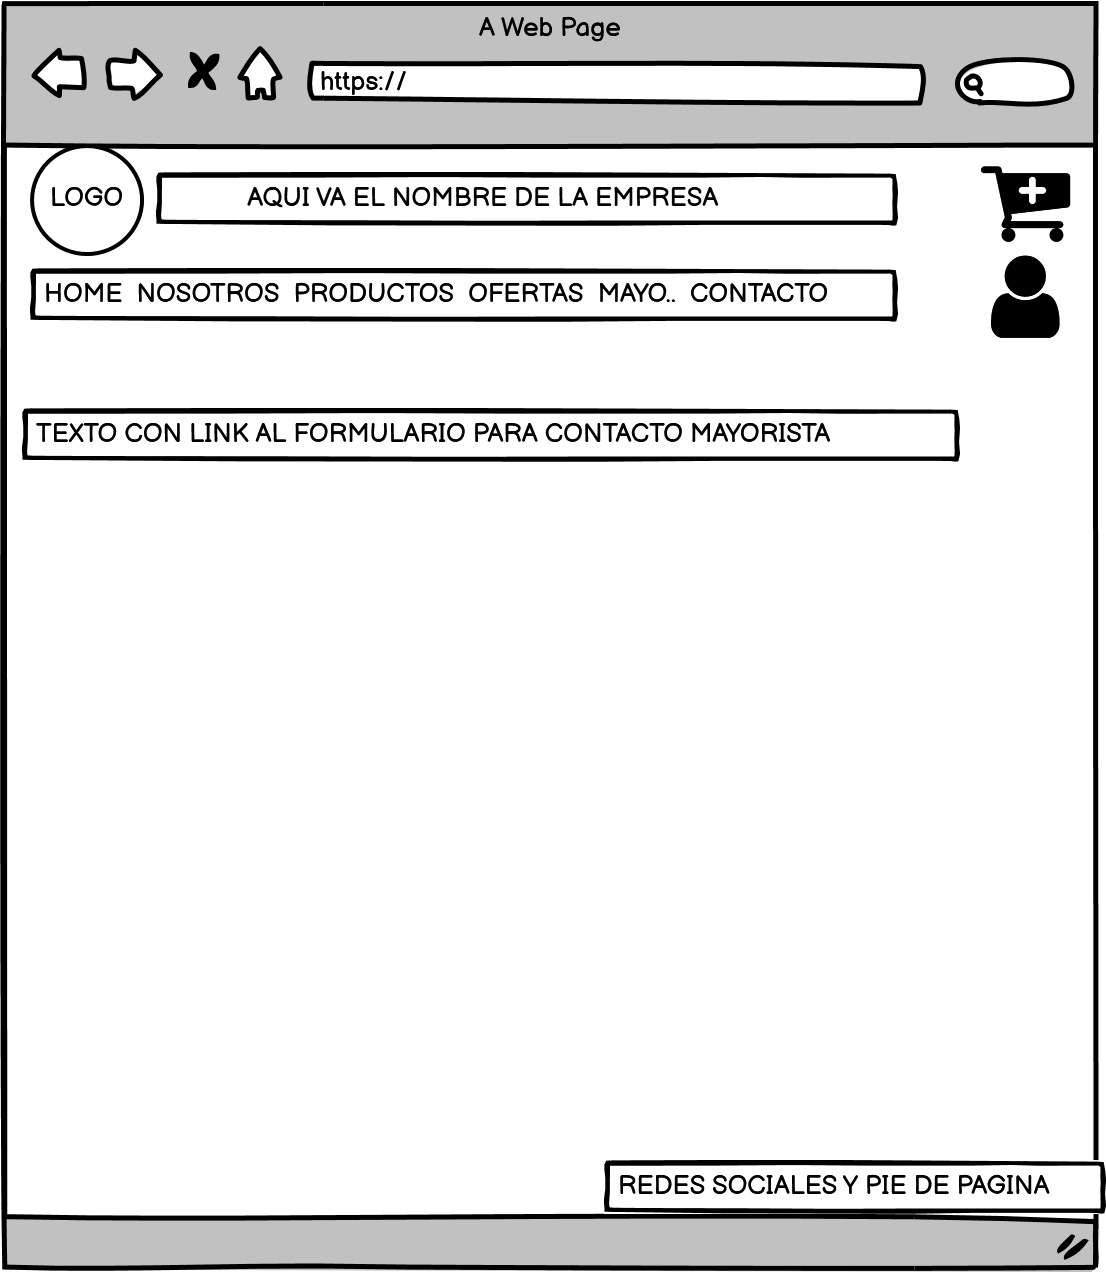 A Web Page
https://
LOGO
AQUI VA EL NOMBRE DE LA EMPRESA
HOME NOSOTROS PRODUCTOS OFERTAS MAYO.. CONTACTO
TEXTO CON LINK AL FORMULARIO PARA CONTACTO MAYORISTA
REDES SOCIALES Y PIE DE PAGINA